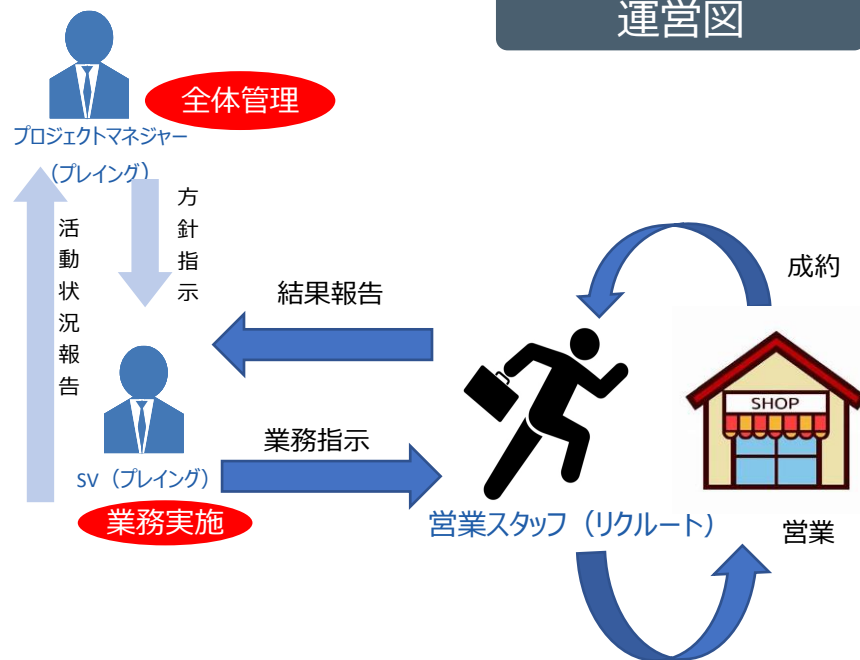 運営図
全体管理
プロジェクトマネジャー
(プレイング)
方針指示
活動状況報告
結果報告
成約
SHOP
業務指示
SV（プレイング）
業務実施
営業スタッフ（リクルート）
営業